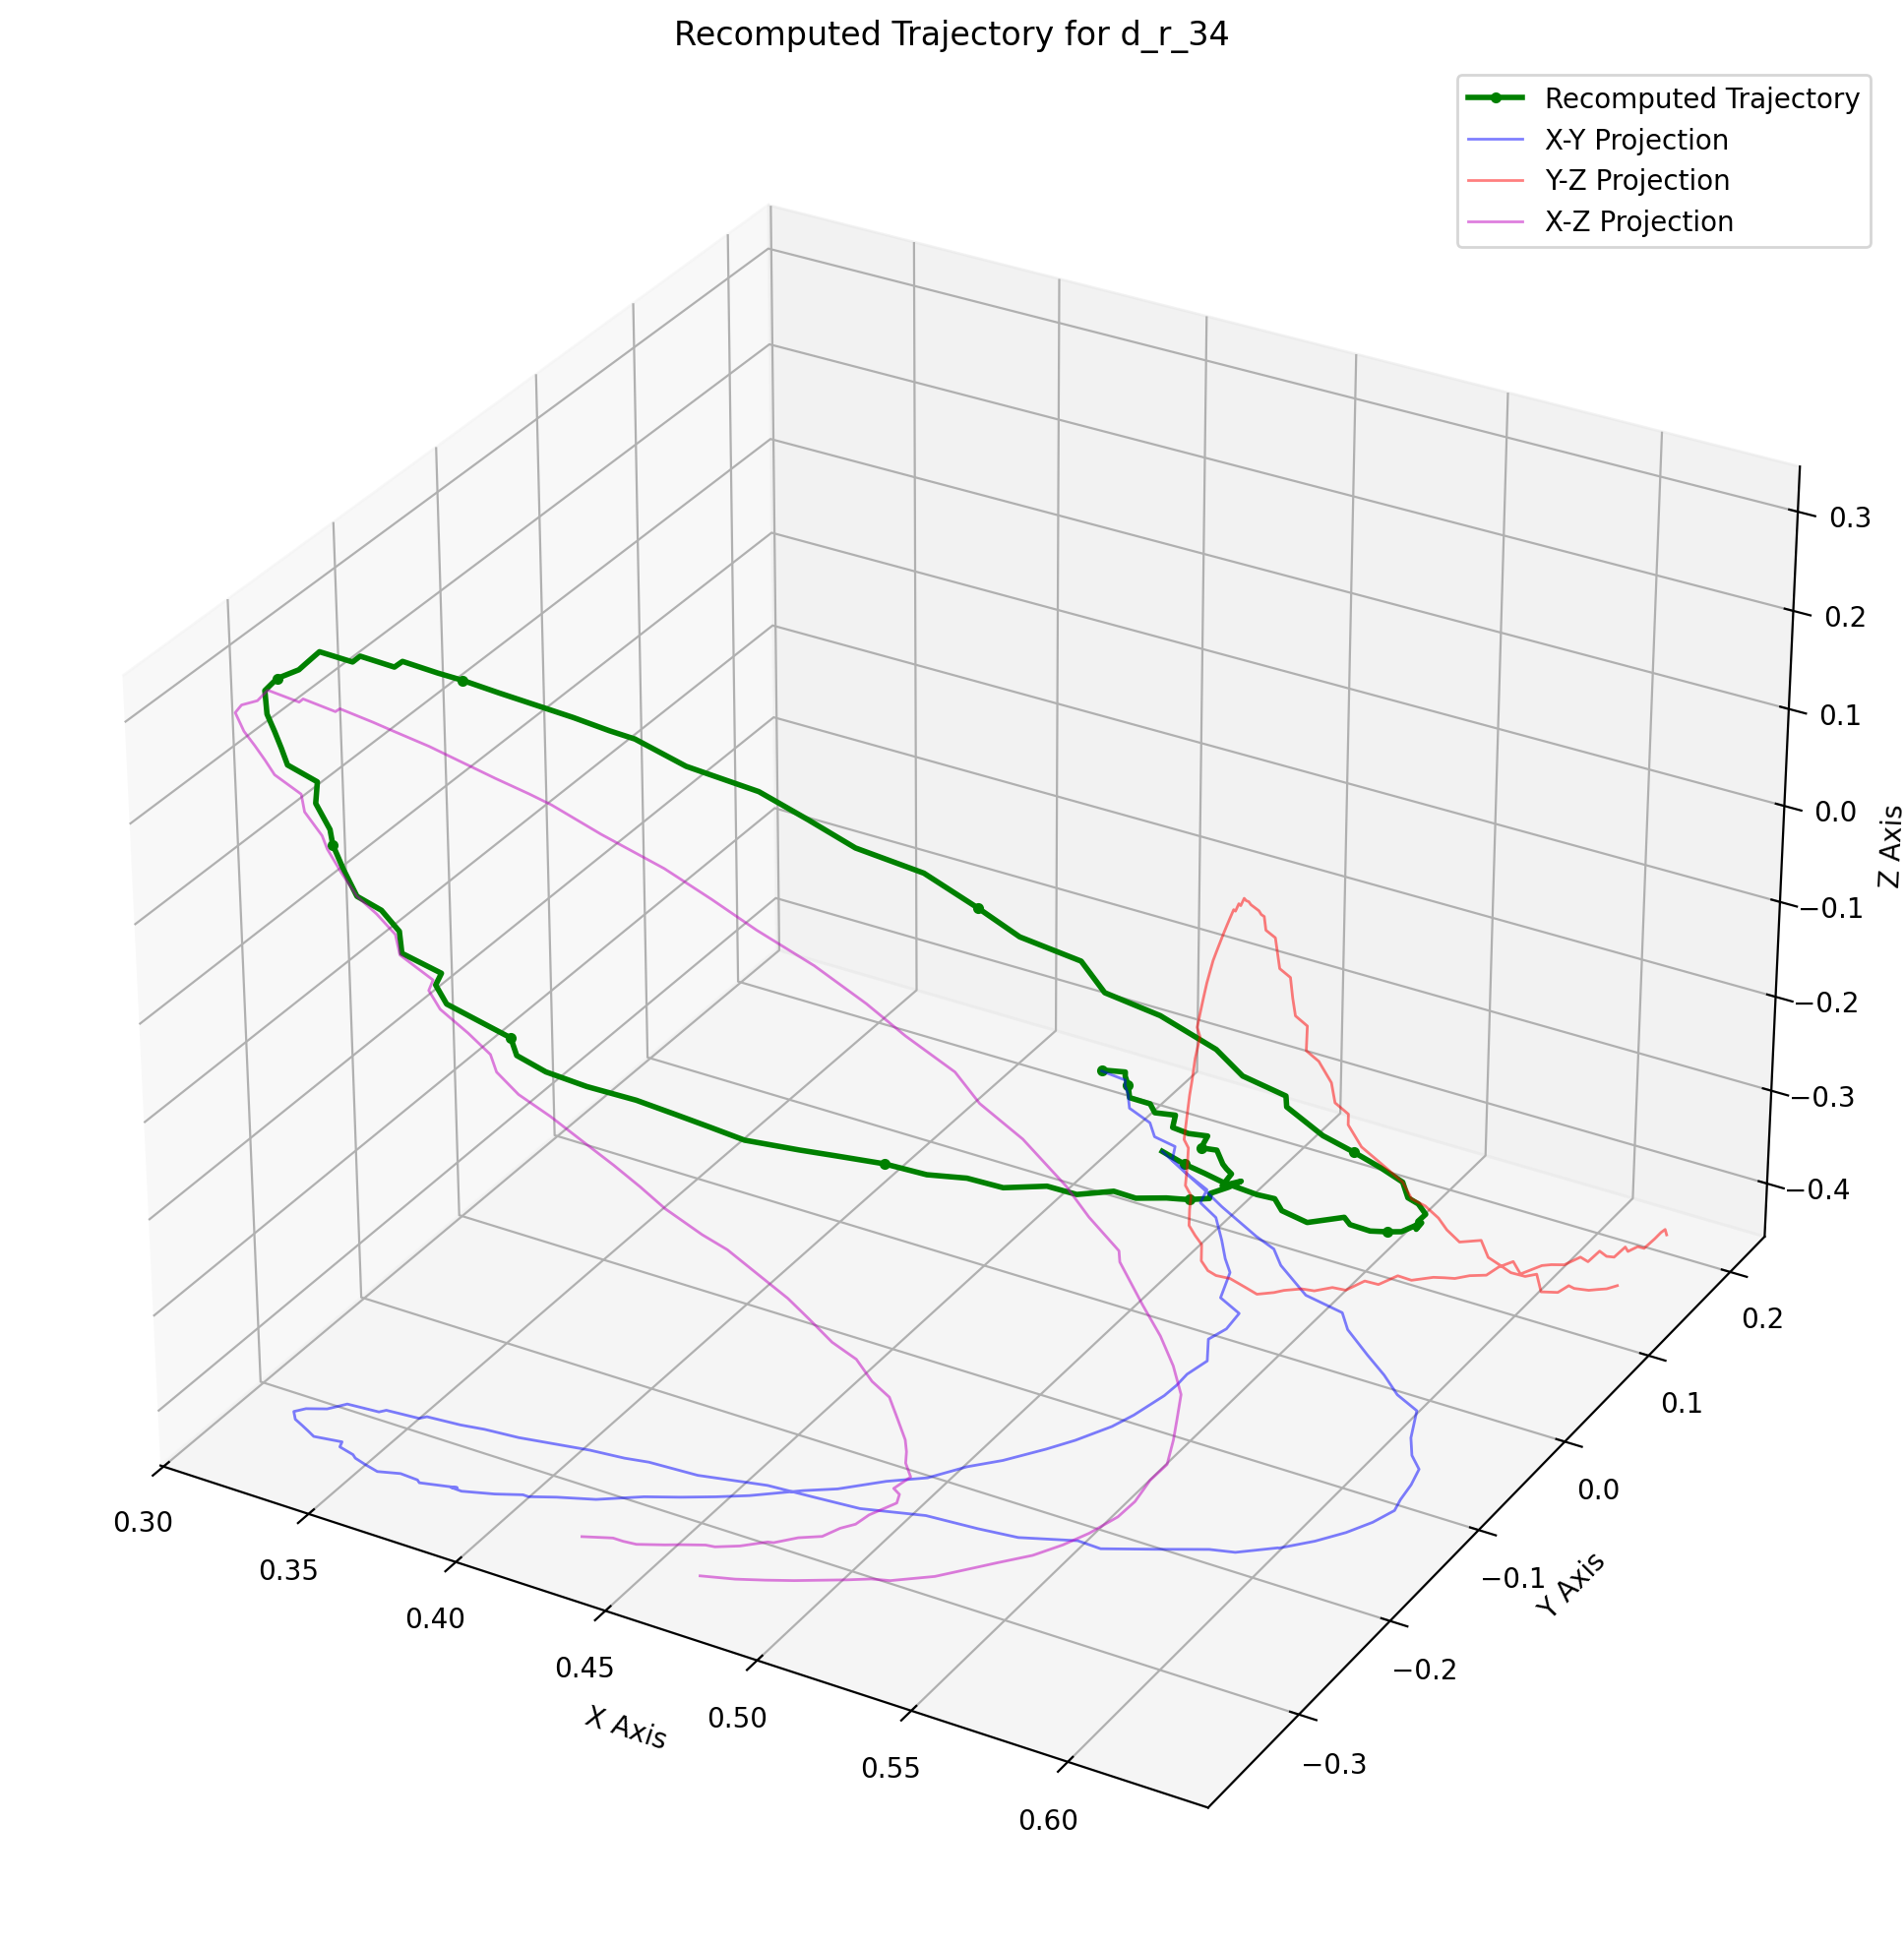 Recomputed Trajectory for d_r_34
Recomputed Trajectory
X-Y Projection
Y-Z Projection
X-Z Projection
0.3
0.2
0.1
0.0
−0.1
−0.2
−0.3
−0.4
Z Axis
0.2
0.1
0.0
−0.1
−0.2
−0.3
Y Axis
0.30
0.35
0.40
0.45
0.50
0.55
0.60
X Axis